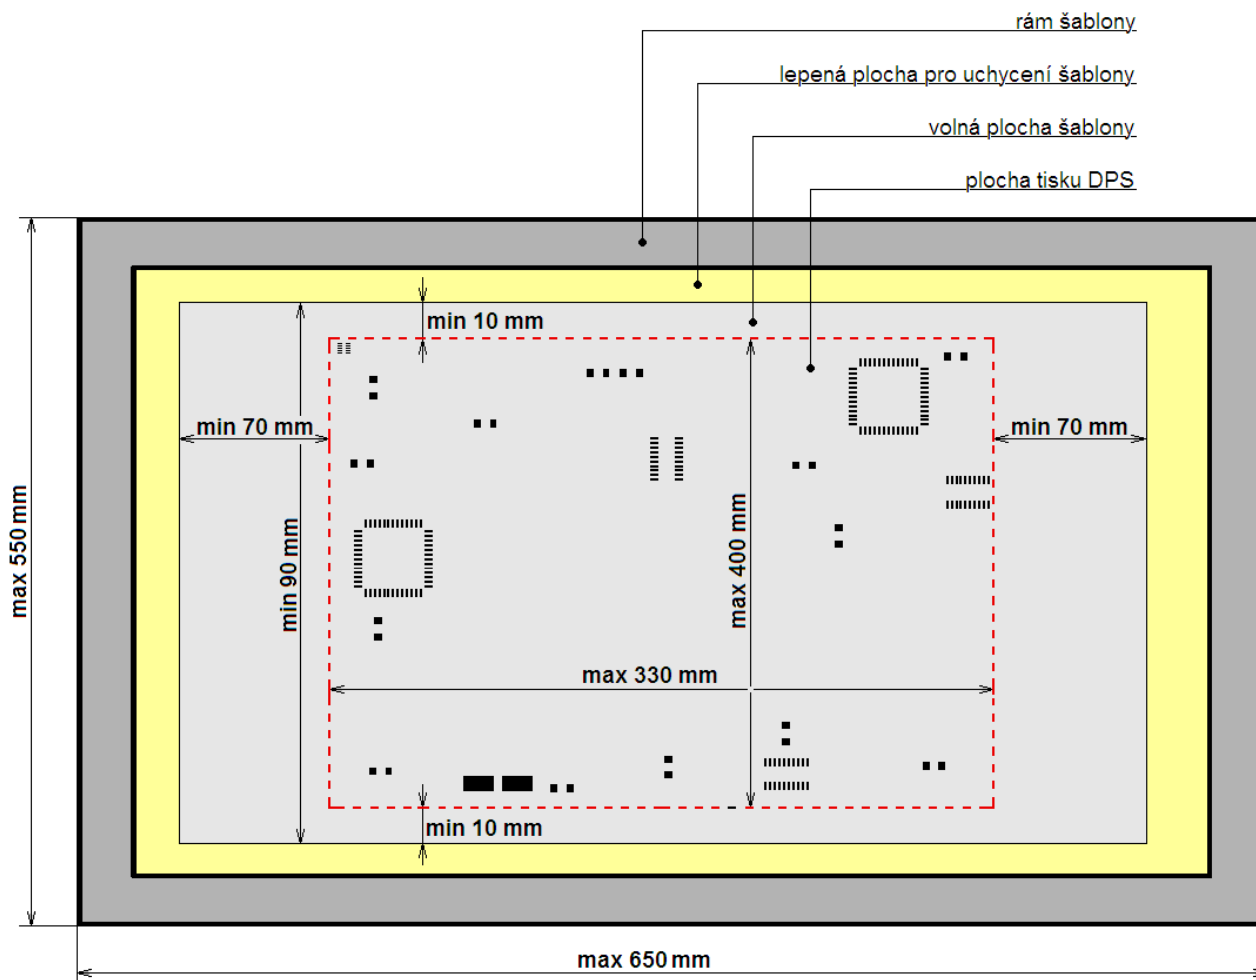 rám šablony
lepená plocha pro uchycení šablony
volná plocha šablony
plocha tisku DPS
min 10 mm
min 70 mm
min 70 mm
max 550 mm
min 90 mm
max 400 mm
max 330 mm
min 10 mm
max 650 mm